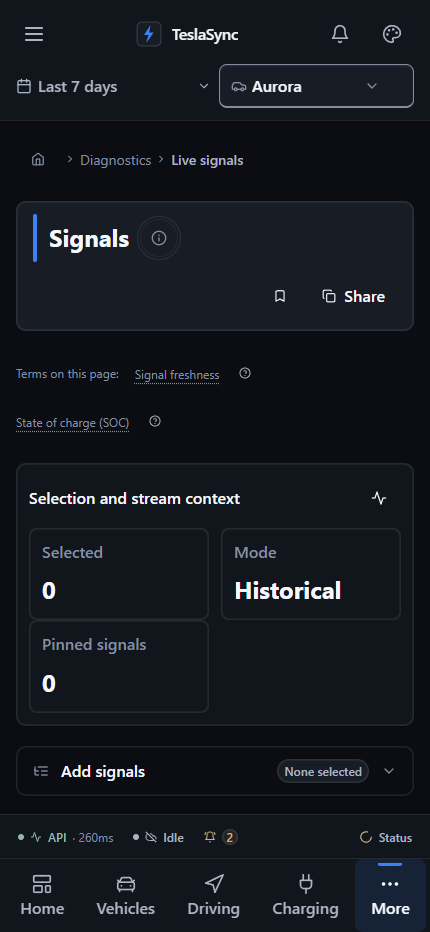 TeslaSync
Last 7 days
Aurora
Diagnostics
Live signals
Signals
Share
Terms on this page: Signal freshness
State of charge (SOC)
Selection and stream context
Selected
0
Mode
Historical
Pinned signals
0
Add signals
None selected
API · 260ms
Idle
2
Status
Home
Vehicles
Driving
Charging
More